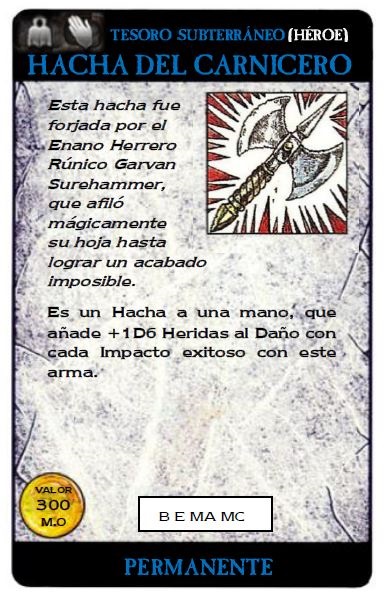 TESORO SUBTERRÁNEO (HÉROE)
HACHA DEL CARNICERO
Esta hacha fue
forjada por el
Enano Herrero
Rúnico Garvan
Surehammer,
que afiló
mágicamente
su hoja hasta
lograr un acabado
imposible.
Es un Hacha a una mano, que
añade +1D6 Heridas al Daño con
cada Impacto exitoso con este
arma.
VALOR
300
M.O
B E MA MC
PERMANENTE